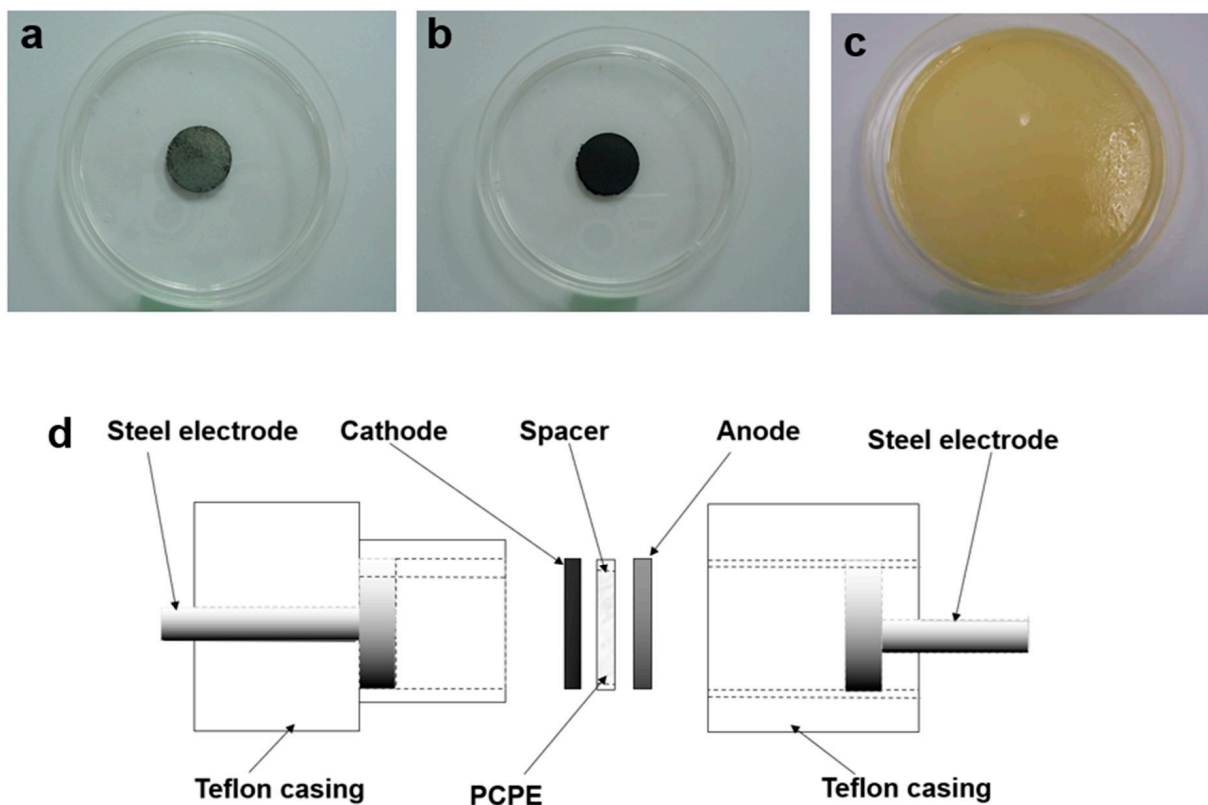 a
b
c
d
Steel electrode
Cathode
Spacer
Anode
Steel electrode
Teflon casing
PCPE
Teflon casing